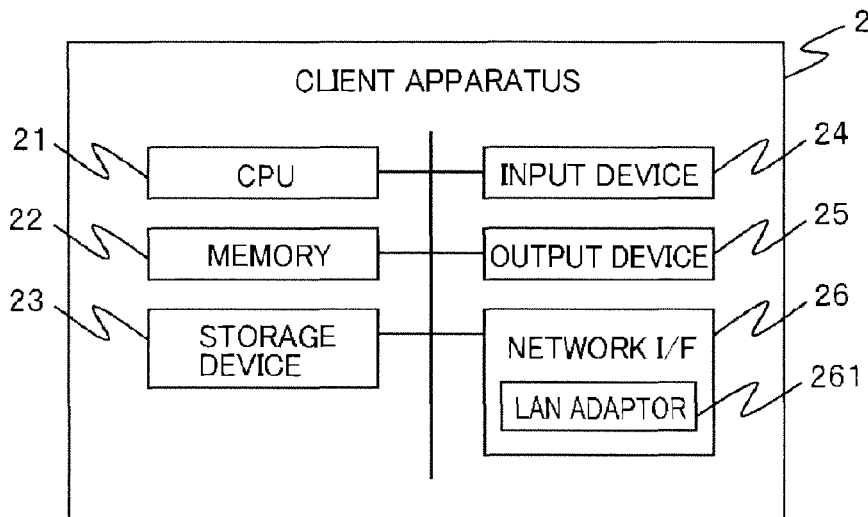 2
CLIENT APPARATUS
21
CPU
24
INPUT DEVICE
22
MEMORY
25
OUTPUT DEVICE
23
STORAGE
DEVICE
26
NETWORK I/F
261
LAN ADAPTOR